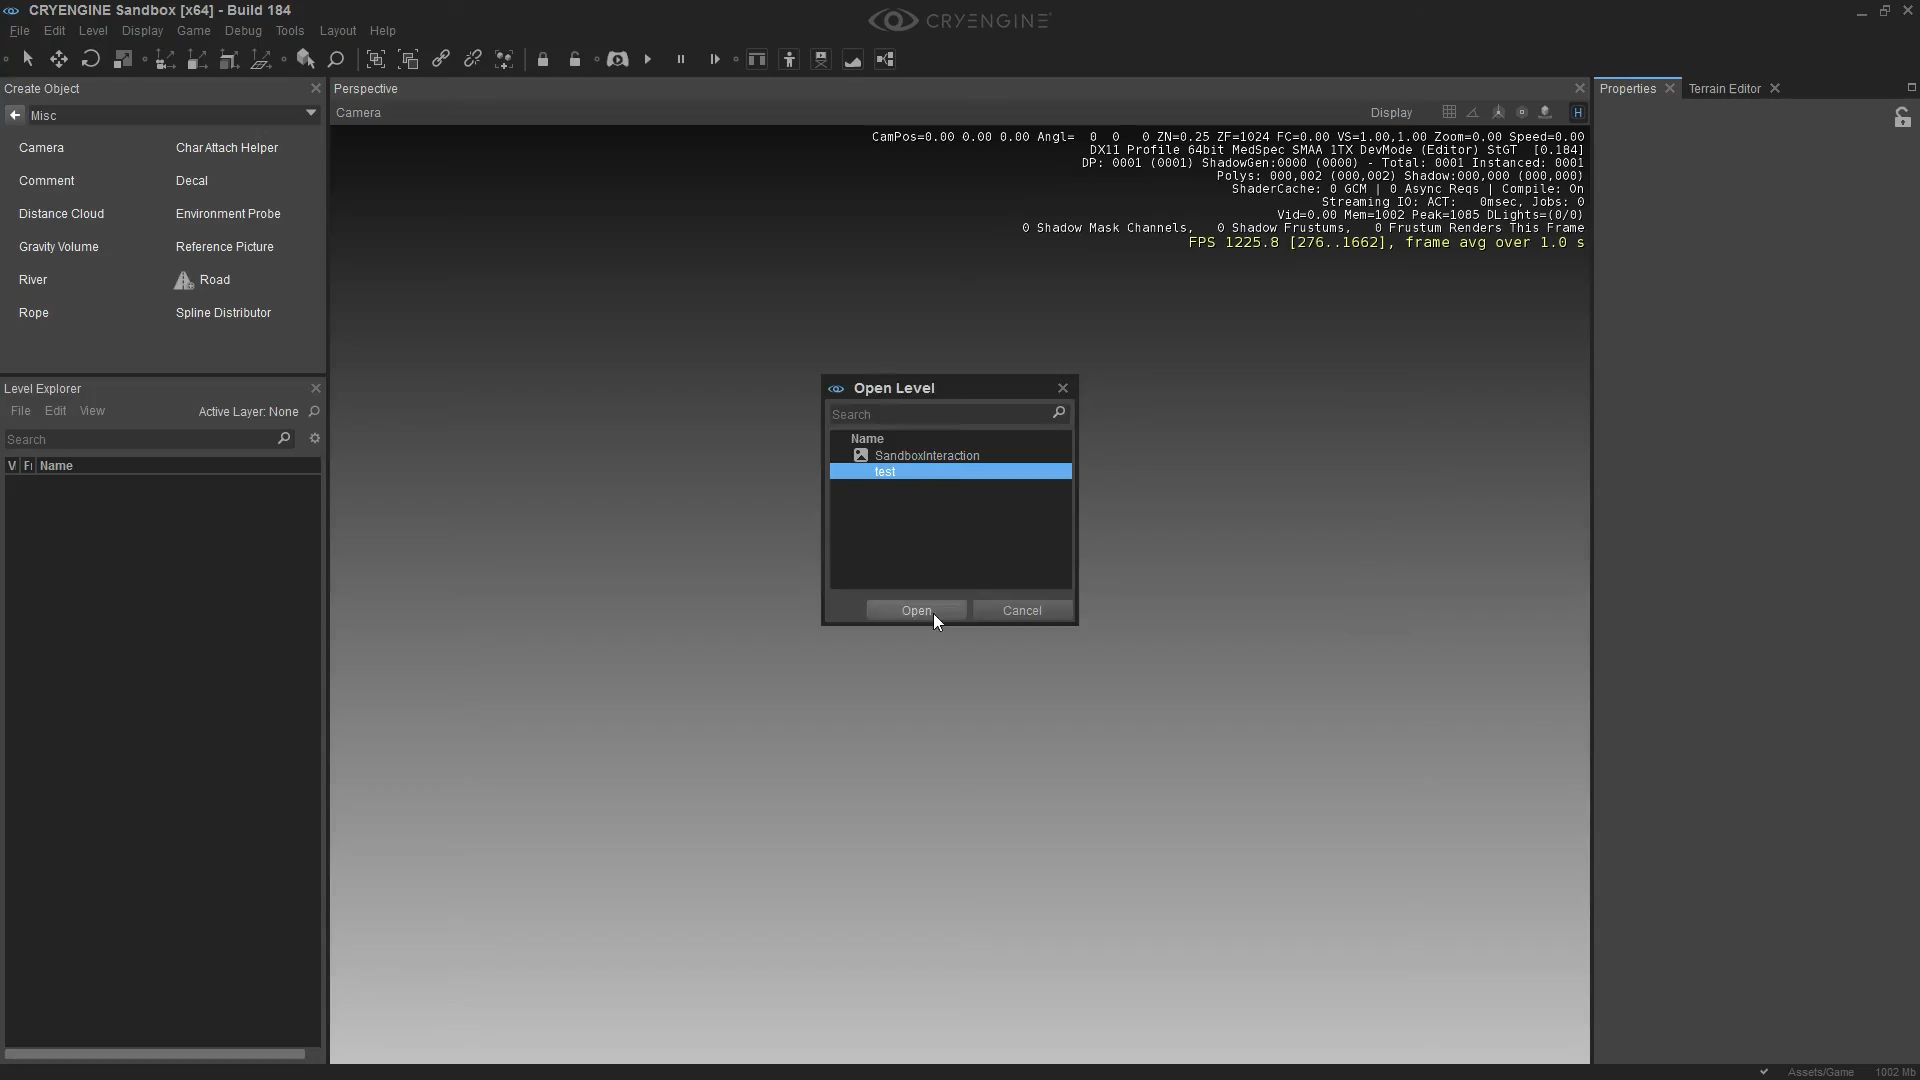 CRYENGINE Sandbox [x64] - Build 184
CRYENGINE
File Edit Level Display Game Debug Tools Layout Help
Create Object
Misc
Camera CharAttach Helper
Comment Decal
Distance Cloud Environment Probe
Gravity Volume Reference Picture
River Road
Rope Spline Distributor
Level Explorer
File Edit View Active Layer: None
Search
V Fi Name
Perspective
Camera Display H
CamPos=0.00 0.00 0.00 Angl= 0 0 0 ZN=0.25 ZF=1024 FC=0.00 VS=1.00,1.00 Zoom=0.00 Speed=0.00
DX11 Profile 64bit MedSpec SMAA 1TX DevMode (Editor) StGT [0.184]
DP: 0001 (0001) ShadowGen:0000 (0000) - Total: 0001 Instanced: 0001
Polys: 000,002 (000,002) Shadow:000,000 (000,000)
ShaderCache: 0 GCM | 0 Async Reqs | Compile: On
Streaming IO: ACT: 0msec, Jobs: 0
Vid=0.00 Mem=1002 Peak=1085 DLights=(0/0)
0 Shadow Mask Channels, 0 Shadow Frustums, 0 Frustum Renders This Frame
FPS 1225.8 [276..1662], frame avg over 1.0 s
Open Level
Search
Name
SandboxInteraction
test
Open Cancel
Properties Terrain Editor
Assets/Game 1002 Mb